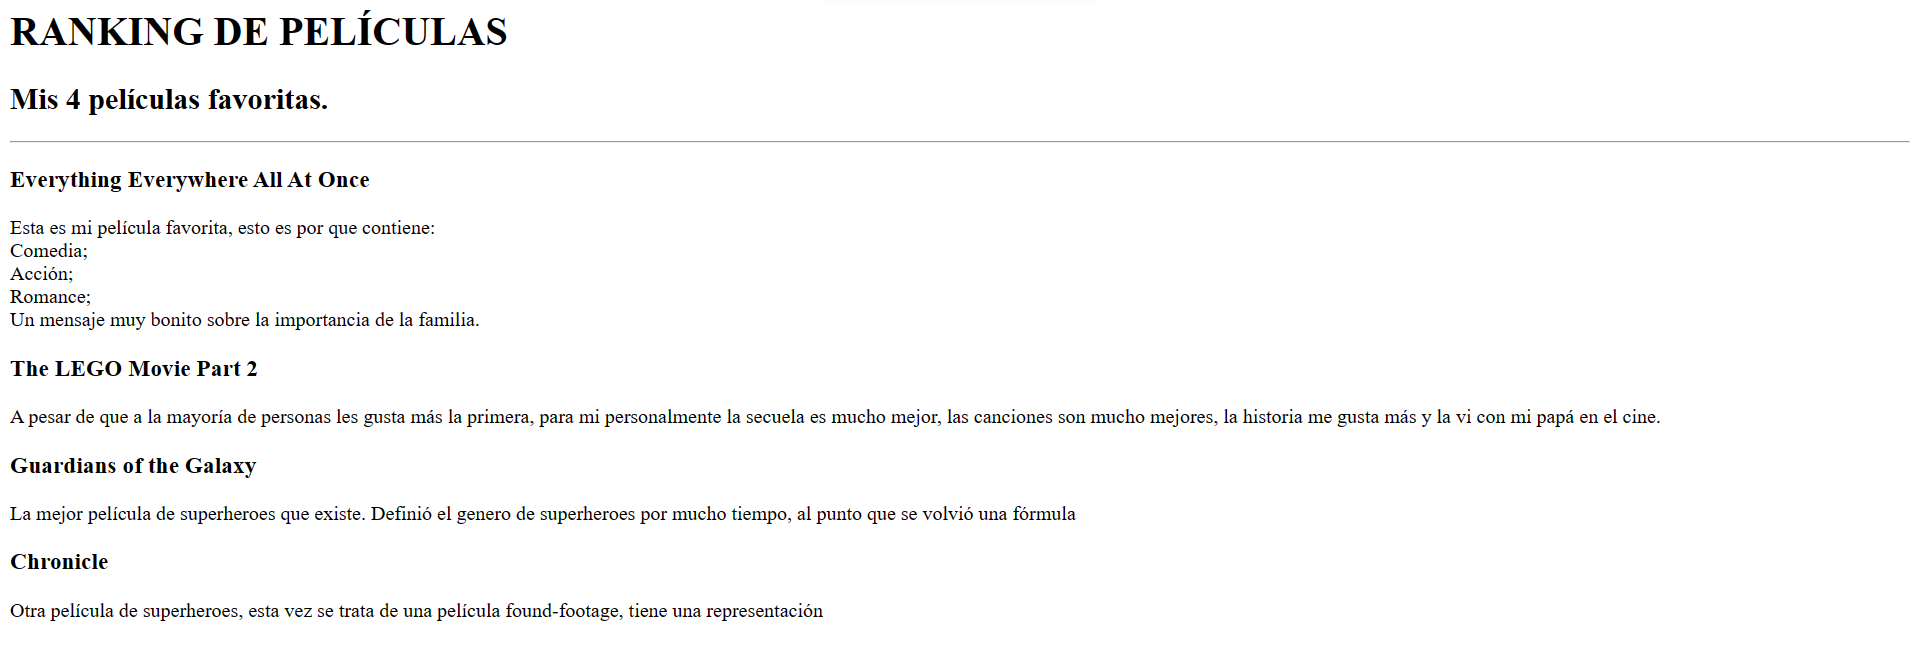 RANKING DE PELÍCULAS
Mis 4 películas favoritas.
Everything Everywhere All At Once
Esta es mi película favorita, esto es por que contiene:
Comedia;
Acción;
Romance;
Un mensaje muy bonito sobre la importancia de la familia.
The LEGO Movie Part 2
A pesar de que a la mayoría de personas les gusta más la primera, para mi personalmente la secuela es mucho mejor, las canciones son mucho mejores, la historia me gusta más y la vi con mi papá en el cine.
Guardians of the Galaxy
La mejor película de superheroes que existe. Definió el genero de superheroes por mucho tiempo, al punto que se volvió una fórmula
Chronicle
Otra película de superheroes, esta vez se trata de una película found-footage, tiene una representación